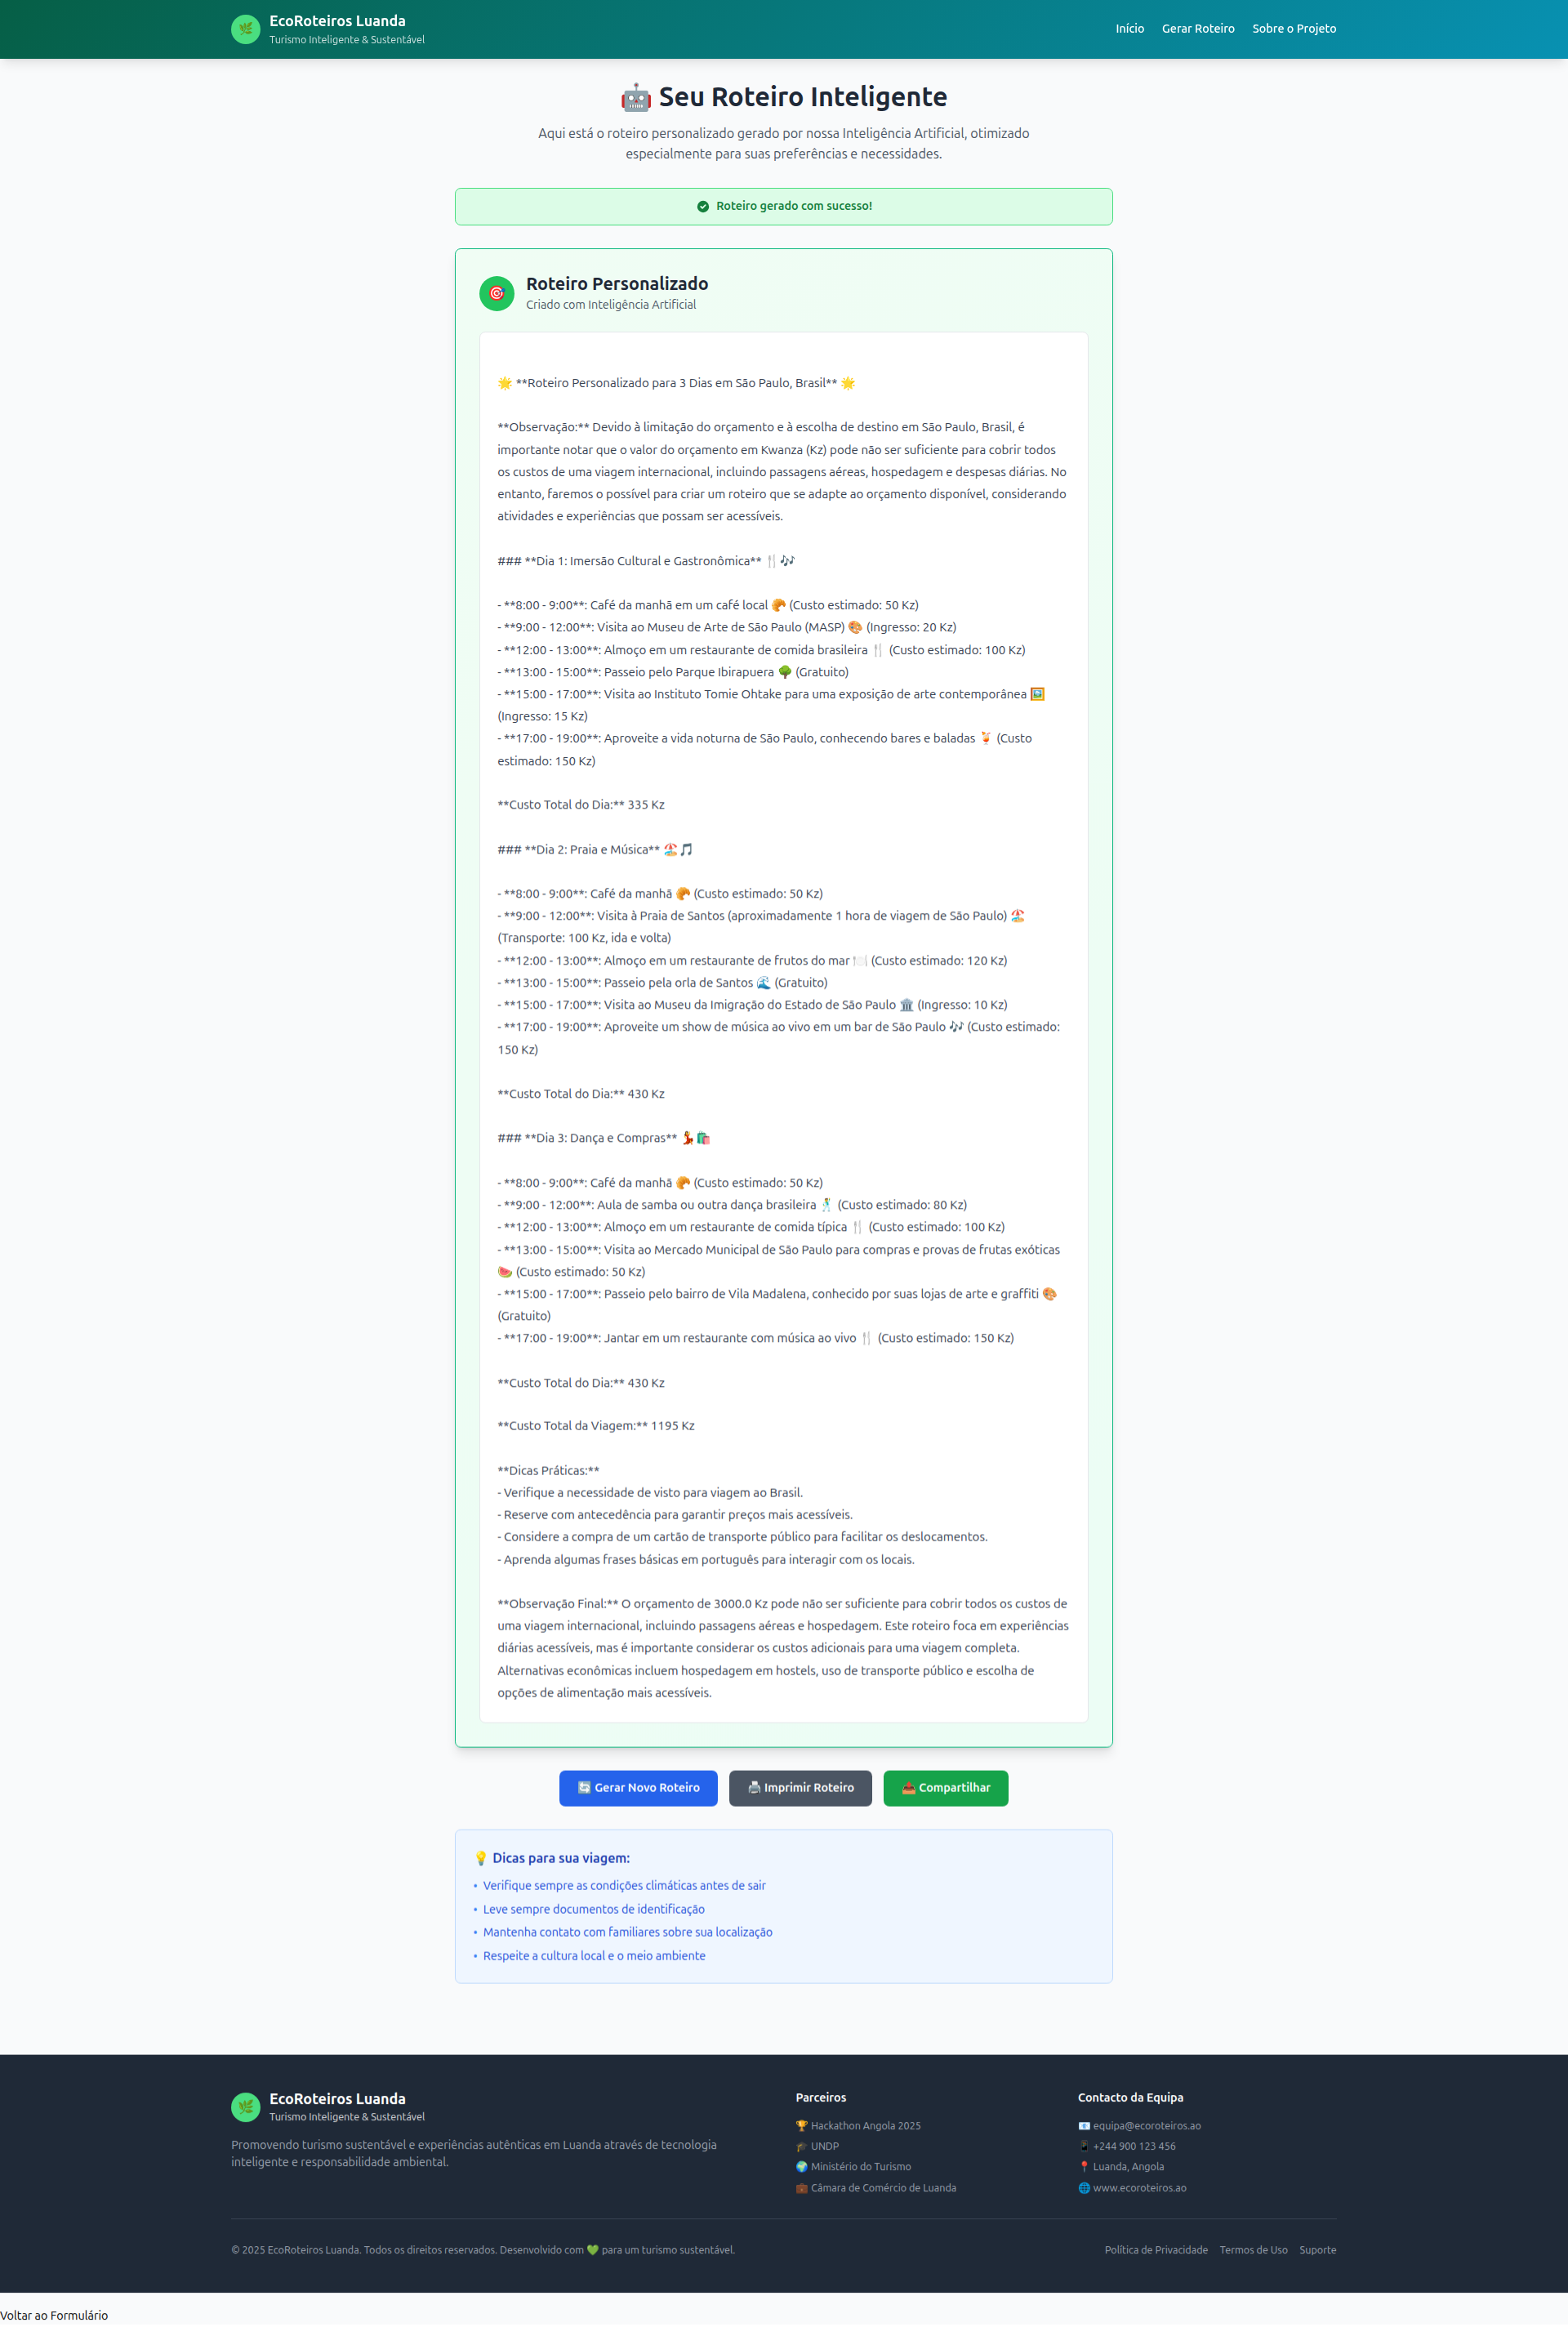 🌿 EcoRoteiros Luanda
Turismo Inteligente & Sustentável
Início Gerar Roteiro Sobre o Projeto
🤖 Seu Roteiro Inteligente
Aqui está o roteiro personalizado gerado por nossa Inteligência Artificial, otimizado
especialmente para suas preferências e necessidades.
Roteiro gerado com sucesso!
🎯 Roteiro Personalizado
Criado com Inteligência Artificial
🌟 **Roteiro Personalizado para 3 Dias em São Paulo, Brasil** 🌟
**Observação:** Devido à limitação do orçamento e à escolha de destino em São Paulo, Brasil, é
importante notar que o valor do orçamento em Kwanza (Kz) pode não ser suficiente para cobrir todos
os custos de uma viagem internacional, incluindo passagens aéreas, hospedagem e despesas diárias. No
entanto, faremos o possível para criar um roteiro que se adapte ao orçamento disponível, considerando
atividades e experiências que possam ser acessíveis.
### **Dia 1: Imersão Cultural e Gastronômica** 🍴🎶
- **8:00 - 9:00**: Café da manhã em um café local 🥐 (Custo estimado: 50 Kz)
- **9:00 - 12:00**: Visita ao Museu de Arte de São Paulo (MASP) 🎨 (Ingresso: 20 Kz)
- **12:00 - 13:00**: Almoço em um restaurante de comida brasileira 🍴 (Custo estimado: 100 Kz)
- **13:00 - 15:00**: Passeio pelo Parque Ibirapuera 🌳 (Gratuito)
- **15:00 - 17:00**: Visita ao Instituto Tomie Ohtake para uma exposição de arte contemporânea 🖼️
(Ingresso: 15 Kz)
- **17:00 - 19:00**: Aproveite a vida noturna de São Paulo, conhecendo bares e baladas 🍹 (Custo
estimado: 150 Kz)
**Custo Total do Dia:** 335 Kz
### **Dia 2: Praia e Música** 🏖️🎵
- **8:00 - 9:00**: Café da manhã 🥐 (Custo estimado: 50 Kz)
- **9:00 - 12:00**: Visita à Praia de Santos (aproximadamente 1 hora de viagem de São Paulo) 🏖️
(Transporte: 100 Kz, ida e volta)
- **12:00 - 13:00**: Almoço em um restaurante de frutos do mar 🍽️ (Custo estimado: 120 Kz)
- **13:00 - 15:00**: Passeio pela orla de Santos 🌊 (Gratuito)
- **15:00 - 17:00**: Visita ao Museu da Imigração do Estado de São Paulo 🏛️ (Ingresso: 10 Kz)
- **17:00 - 19:00**: Aproveite um show de música ao vivo em um bar de São Paulo 🎶 (Custo estimado:
150 Kz)
**Custo Total do Dia:** 430 Kz
### **Dia 3: Dança e Compras** 💃🛍️
- **8:00 - 9:00**: Café da manhã 🥐 (Custo estimado: 50 Kz)
- **9:00 - 12:00**: Aula de samba ou outra dança brasileira 🕺 (Custo estimado: 80 Kz)
- **12:00 - 13:00**: Almoço em um restaurante de comida típica 🍴 (Custo estimado: 100 Kz)
- **13:00 - 15:00**: Visita ao Mercado Municipal de São Paulo para compras e provas de frutas exóticas
🍉 (Custo estimado: 50 Kz)
- **15:00 - 17:00**: Passeio pelo bairro de Vila Madalena, conhecido por suas lojas de arte e graffiti 🎨
(Gratuito)
- **17:00 - 19:00**: Jantar em um restaurante com música ao vivo 🍴 (Custo estimado: 150 Kz)
**Custo Total do Dia:** 430 Kz
**Custo Total da Viagem:** 1195 Kz
**Dicas Práticas:**
- Verifique a necessidade de visto para viagem ao Brasil.
- Reserve com antecedência para garantir preços mais acessíveis.
- Considere a compra de um cartão de transporte público para facilitar os deslocamentos.
- Aprenda algumas frases básicas em português para interagir com os locais.
**Observação Final:** O orçamento de 3000.0 Kz pode não ser suficiente para cobrir todos os custos de
uma viagem internacional, incluindo passagens aéreas e hospedagem. Este roteiro foca em experiências
diárias acessíveis, mas é importante considerar os custos adicionais para uma viagem completa.
Alternativas econômicas incluem hospedagem em hostels, uso de transporte público e escolha de
opções de alimentação mais acessíveis.
🔄 Gerar Novo Roteiro 🖨️ Imprimir Roteiro 📤 Compartilhar
💡 Dicas para sua viagem:
• Verifique sempre as condições climáticas antes de sair
• Leve sempre documentos de identificação
• Mantenha contato com familiares sobre sua localização
• Respeite a cultura local e o meio ambiente
🌿 EcoRoteiros Luanda
Turismo Inteligente & Sustentável
Promovendo turismo sustentável e experiências autênticas em Luanda através de tecnologia
inteligente e responsabilidade ambiental.
Parceiros
🏆 Hackathon Angola 2025
🎓 UNDP
🌍 Ministério do Turismo
💼 Câmara de Comércio de Luanda
Contacto da Equipa
📧 equipa@ecoroteiros.ao
📱 +244 900 123 456
📍 Luanda, Angola
🌐 www.ecoroteiros.ao
© 2025 EcoRoteiros Luanda. Todos os direitos reservados. Desenvolvido com 💚 para um turismo sustentável.
Política de Privacidade Termos de Uso Suporte
Voltar ao Formulário